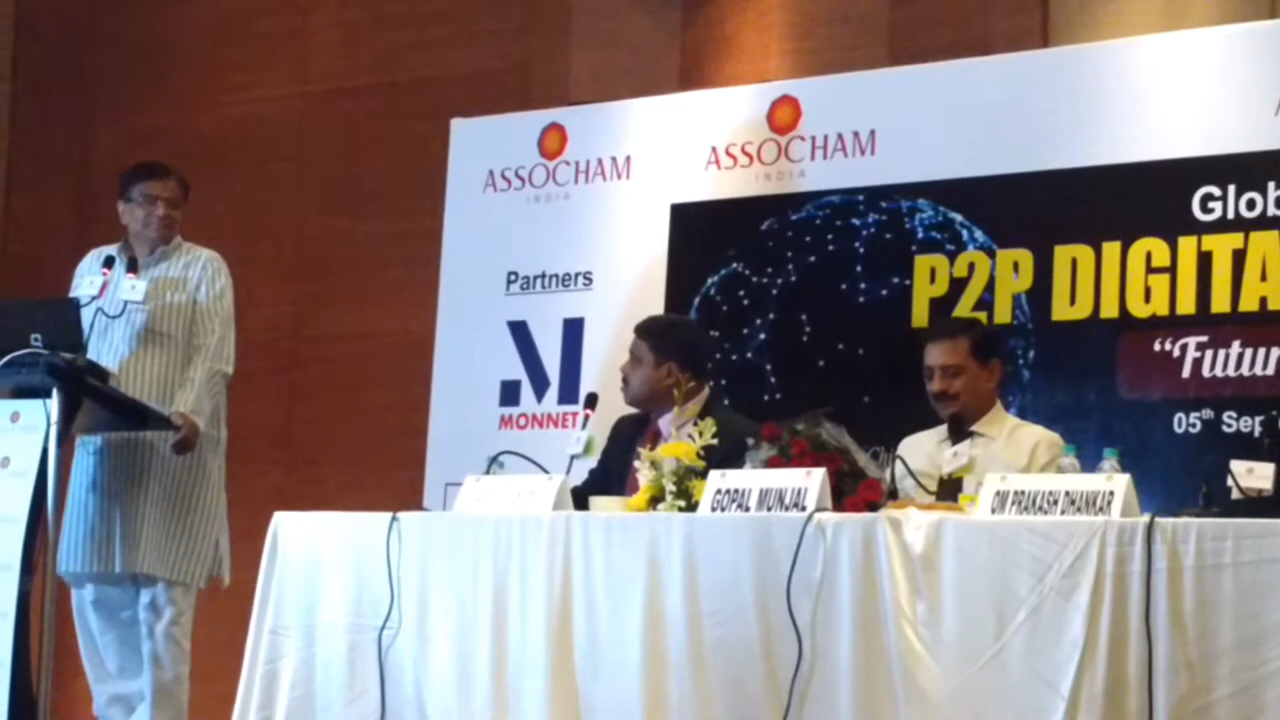 ASSOCHAM
INDIA
ASSOCHAM
INDIA
Partners
MONNET
Glob
P2P DIGITA
“Futur
05th Sep
GOPAL MUNJAL
OM PRAKASH DHANKAR